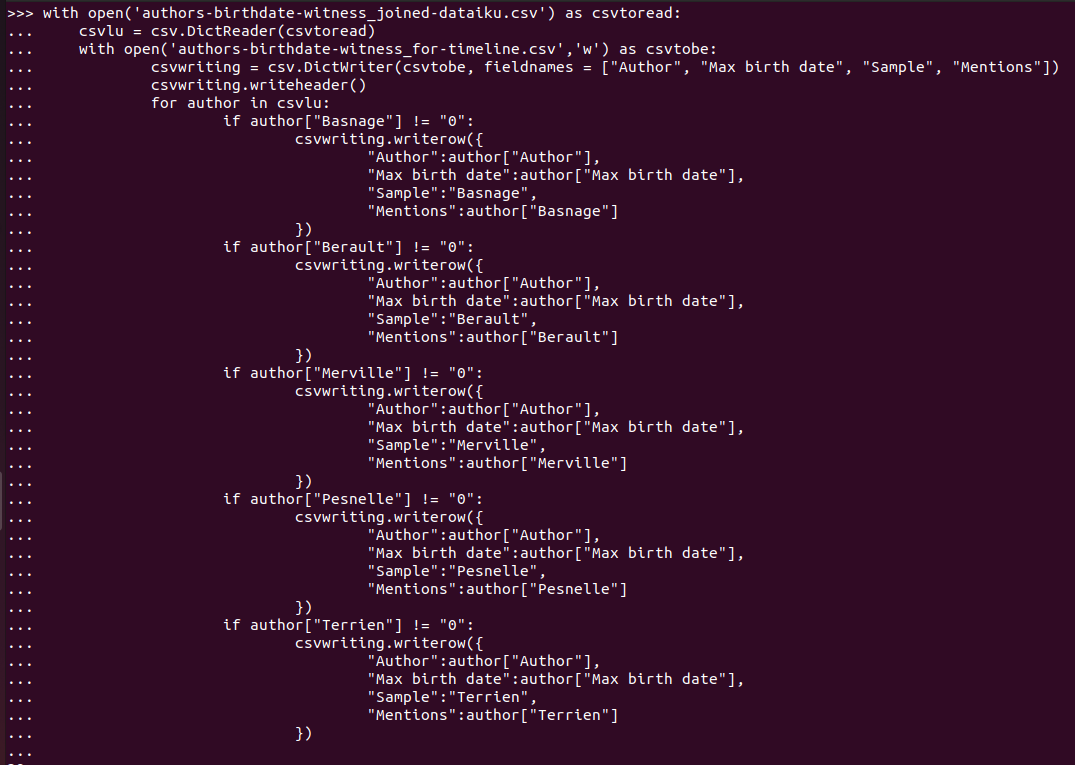 >>> with open('authors-birthdate-witness_joined-dataiku.csv') as csvtoread:
...     csvlu = csv.DictReader(csvtoread)
...     with open('authors-birthdate-witness_for-timeline.csv','w') as csvtobe:
...             csvwriting = csv.DictWriter(csvtobe, fieldnames = ["Author", "Max birth date", "Sample", "Mentions"])
...             csvwriting.writeheader()
...             for author in csvlu:
...                     if author["Basnage"] != "0":
...                             csvwriting.writerow({
...                                     "Author":author["Author"],
...                                     "Max birth date":author["Max birth date"],
...                                     "Sample":"Basnage",
...                                     "Mentions":author["Basnage"]
...                             })
...                     if author["Berault"] != "0":
...                             csvwriting.writerow({
...                                     "Author":author["Author"],
...                                     "Max birth date":author["Max birth date"],
...                                     "Sample":"Berault",
...                                     "Mentions":author["Berault"]
...                             })
...                     if author["Merville"] != "0":
...                             csvwriting.writerow({
...                                     "Author":author["Author"],
...                                     "Max birth date":author["Max birth date"],
...                                     "Sample":"Merville",
...                                     "Mentions":author["Merville"]
...                             })
...                     if author["Pesnelle"] != "0":
...                             csvwriting.writerow({
...                                     "Author":author["Author"],
...                                     "Max birth date":author["Max birth date"],
...                                     "Sample":"Pesnelle",
...                                     "Mentions":author["Pesnelle"]
...                             })
...                     if author["Terrien"] != "0":
...                             csvwriting.writerow({
...                                     "Author":author["Author"],
...                                     "Max birth date":author["Max birth date"],
...                                     "Sample":"Terrien",
...                                     "Mentions":author["Terrien"]
...                             })
...